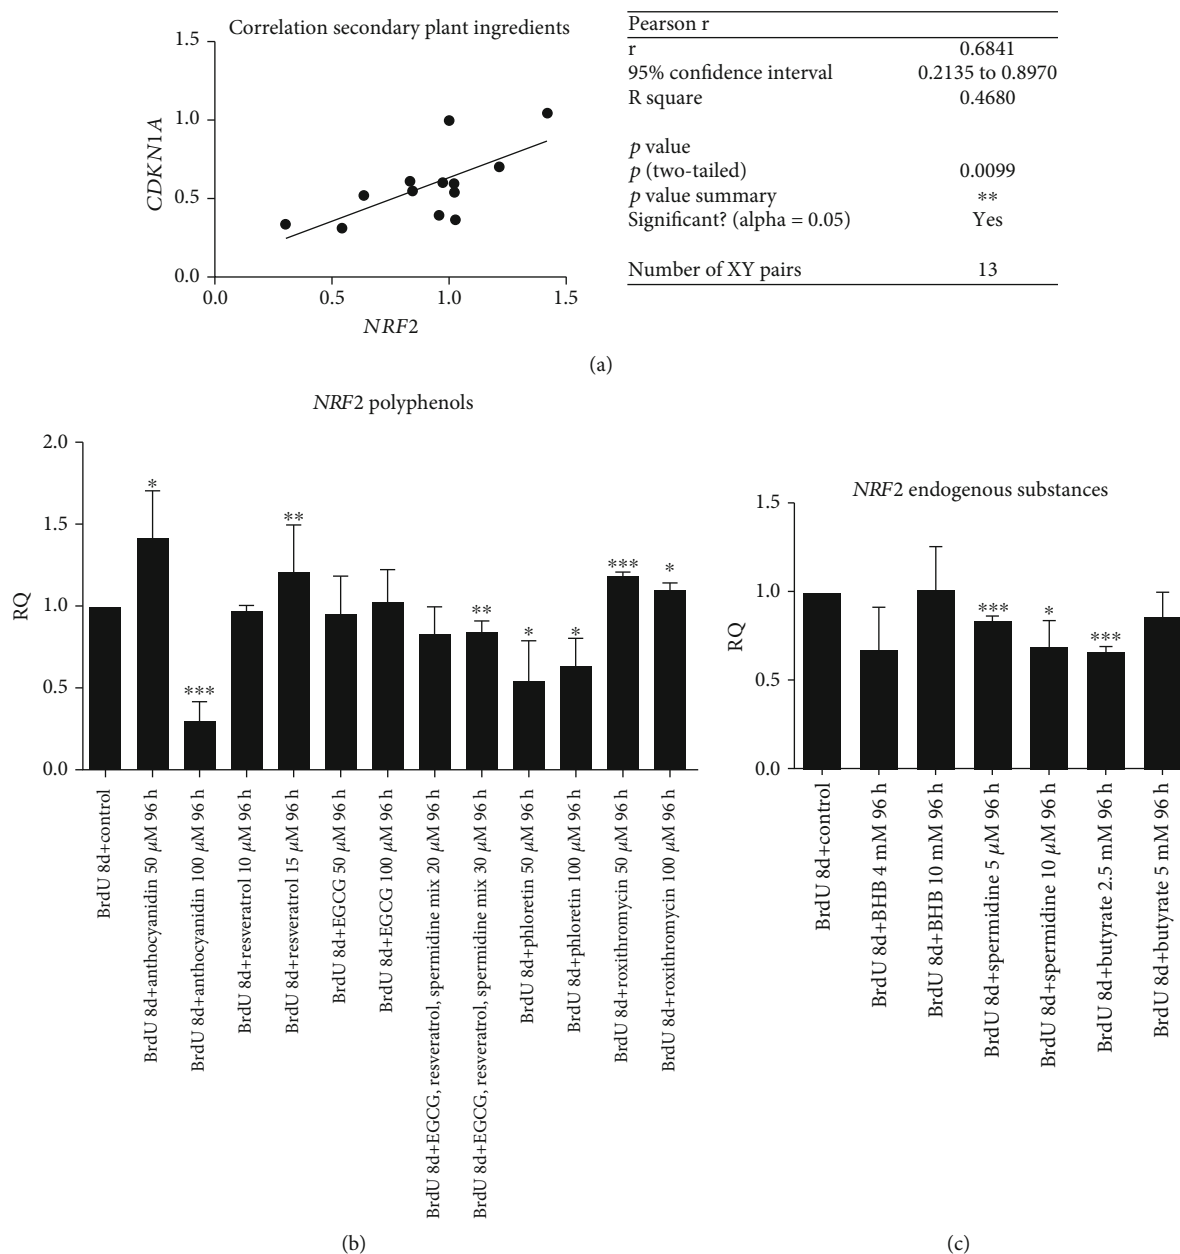 Correlation secondary plant ingredients
1.5
1.0
0.5
0.0
CDKN1A
0.0 0.5 1.0 1.5
NRF2
Pearson r
r 0.6841
95% confidence interval 0.2135 to 0.8970
R square 0.4680
p value
p (two-tailed) 0.0099
p value summary **
Significant? (alpha = 0.05) Yes
Number of XY pairs 13
(a)
NRF2 polyphenols
2.0
1.5
1.0
0.5
0.0
RQ
* *** ** ** * * *** *
BrdU 8d+control
BrdU 8d+anthocyanidin 50 µM 96 h
BrdU 8d+anthocyanidin 100 µM 96 h
BrdU 8d+resveratrol 10 µM 96 h
BrdU 8d+resveratrol 15 µM 96 h
BrdU 8d+EGCG 50 µM 96 h
BrdU 8d+EGCG 100 µM 96 h
BrdU 8d+EGCG, resveratrol, spermidine mix 20 µM 96 h
BrdU 8d+EGCG, resveratrol, spermidine mix 30 µM 96 h
BrdU 8d+phloretin 50 µM 96 h
BrdU 8d+phloretin 100 µM 96 h
BrdU 8d+roxithromycin 50 µM 96 h
BrdU 8d+roxithromycin 100 µM 96 h
(b)
NRF2 endogenous substances
1.5
1.0
0.5
0.0
RQ
*** * ***
BrdU 8d+control
BrdU 8d+BHB 4 mM 96 h
BrdU 8d+BHB 10 mM 96 h
BrdU 8d+spermidine 5 µM 96 h
BrdU 8d+spermidine 10 µM 96 h
BrdU 8d+butyrate 2.5 mM 96 h
BrdU 8d+butyrate 5 mM 96 h
(c)